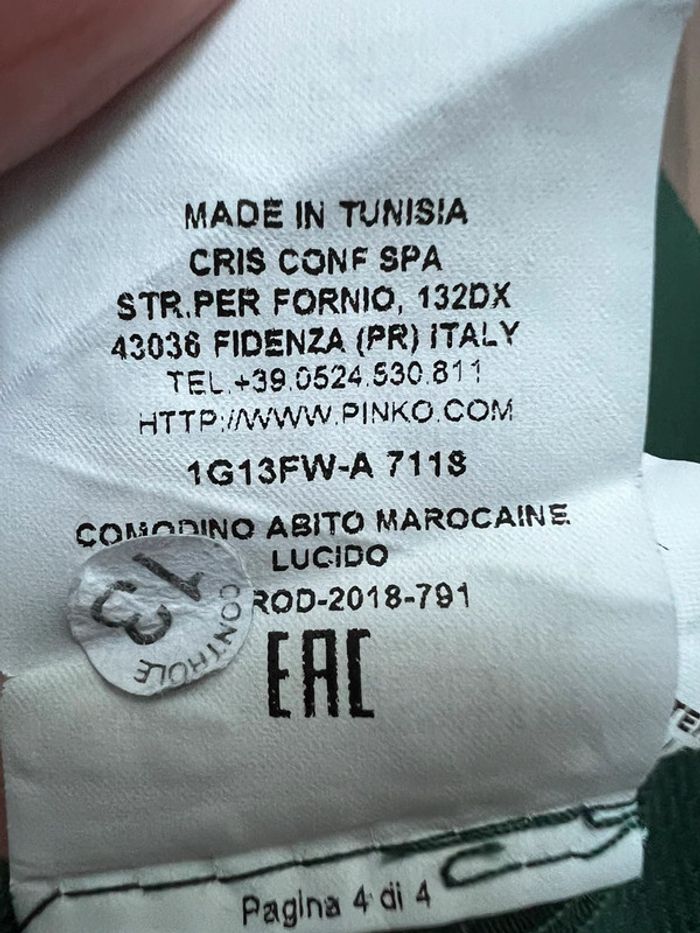 MADE IN TUNISIA
CRIS CONF SPA
STR.PER FORNIO, 132DX
43036 FIDENZA (PR) ITALY
TEL.+39.0524.530.811
HTTP://WWW.PINKO.COM
1G13FW-A 7118
COMODINO ABITO MAROCAINE
LUCIDO
ROD-2018-791
13
CONTROLE
EAC
Pagina 4 di 4